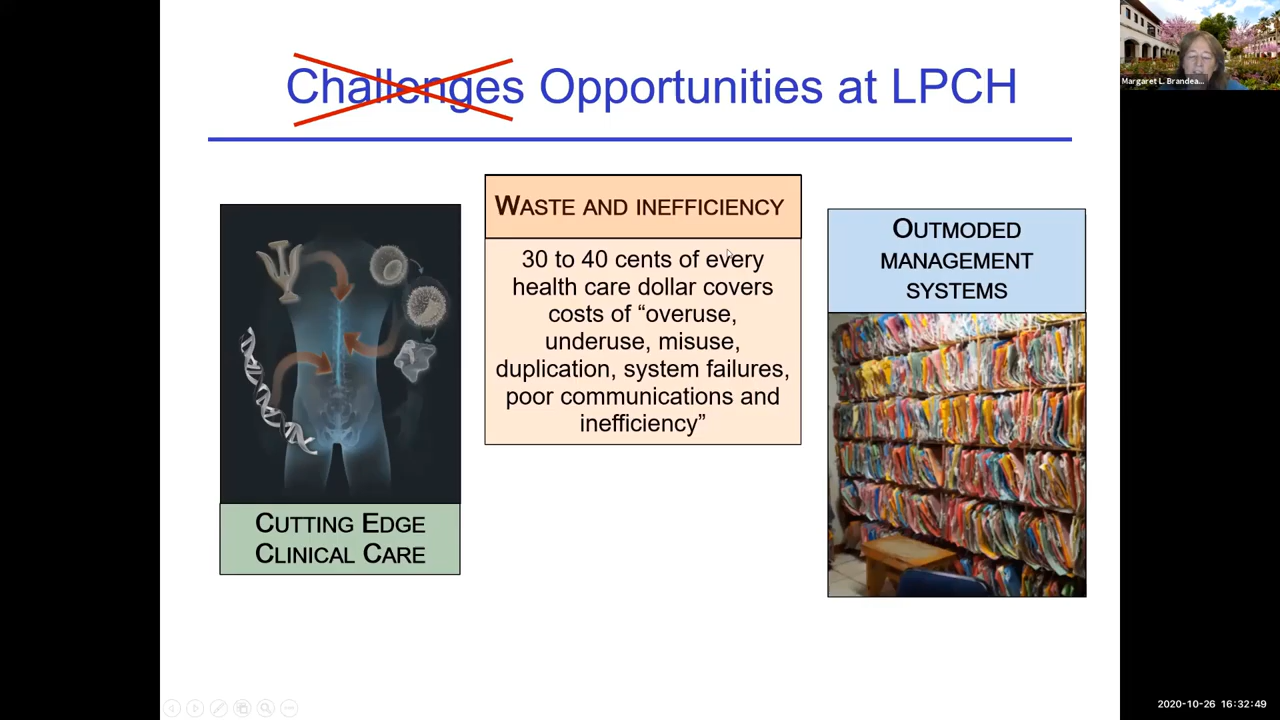 Challenges Opportunities at LPCH
Margaret L. Brandea...
WASTE AND INEFFICIENCY
30 to 40 cents of every
health care dollar covers
costs of “overuse,
underuse, misuse,
duplication, system failures,
poor communications and
inefficiency”
OUTMODED
MANAGEMENT
SYSTEMS
CUTTING EDGE
CLINICAL CARE
2020-10-26 16:32:49